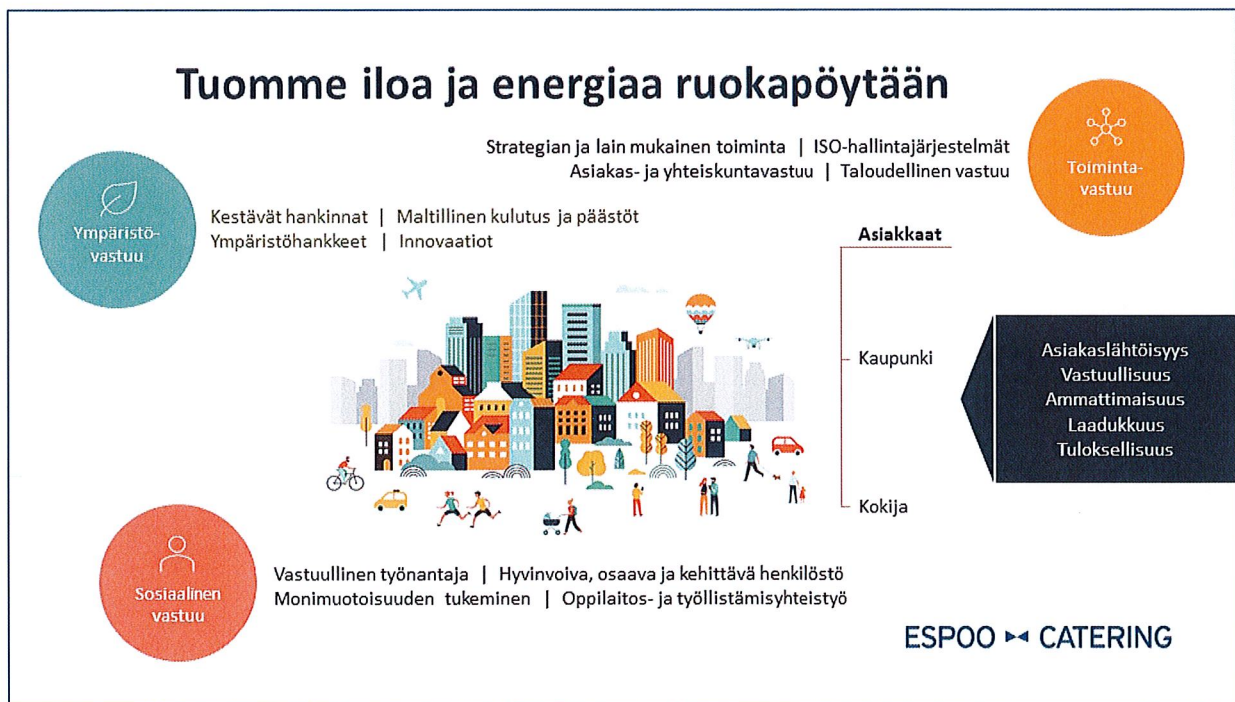 Tuomme iloa ja energiaa ruokapöytään
Strategian ja lain mukainen toiminta | ISO-hallintajärjestelmät
Asiakas- ja yhteiskuntavastuu | Taloudellinen vastuu
Toiminta-
vastuu
Ympäristö-
vastuu
Kestävät hankinnat | Maltillinen kulutus ja päästöt
Ympäristöhankkeet | Innovaatiot
Asiakkaat
Kaupunki
Kokija
Asiakaslähtöisyys
Vastuullisuus
Ammattimaisuus
Laadukkuus
Tuloksellisuus
Sosiaalinen
vastuu
Vastuullinen työnantaja | Hyvinvoiva, osaava ja kehittävä henkilöstö
Monimuotoisuuden tukeminen | Oppilaitos- ja työllistämisyhteistyö
ESPOO CATERING